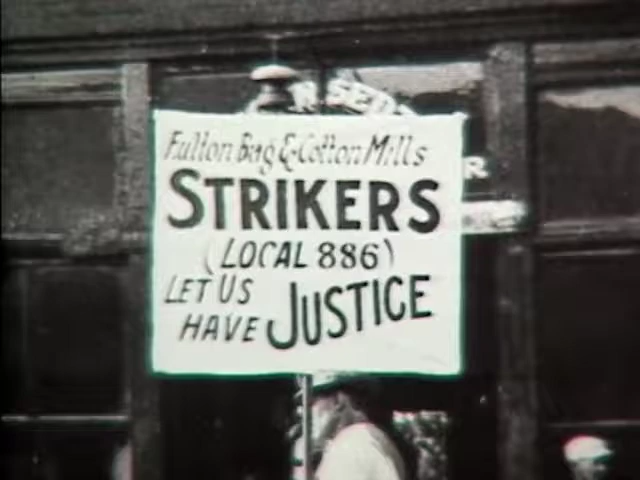 Fulton Bag & Cotton Mills
STRIKERS
(LOCAL 886)
LET US
HAVE JUSTICE